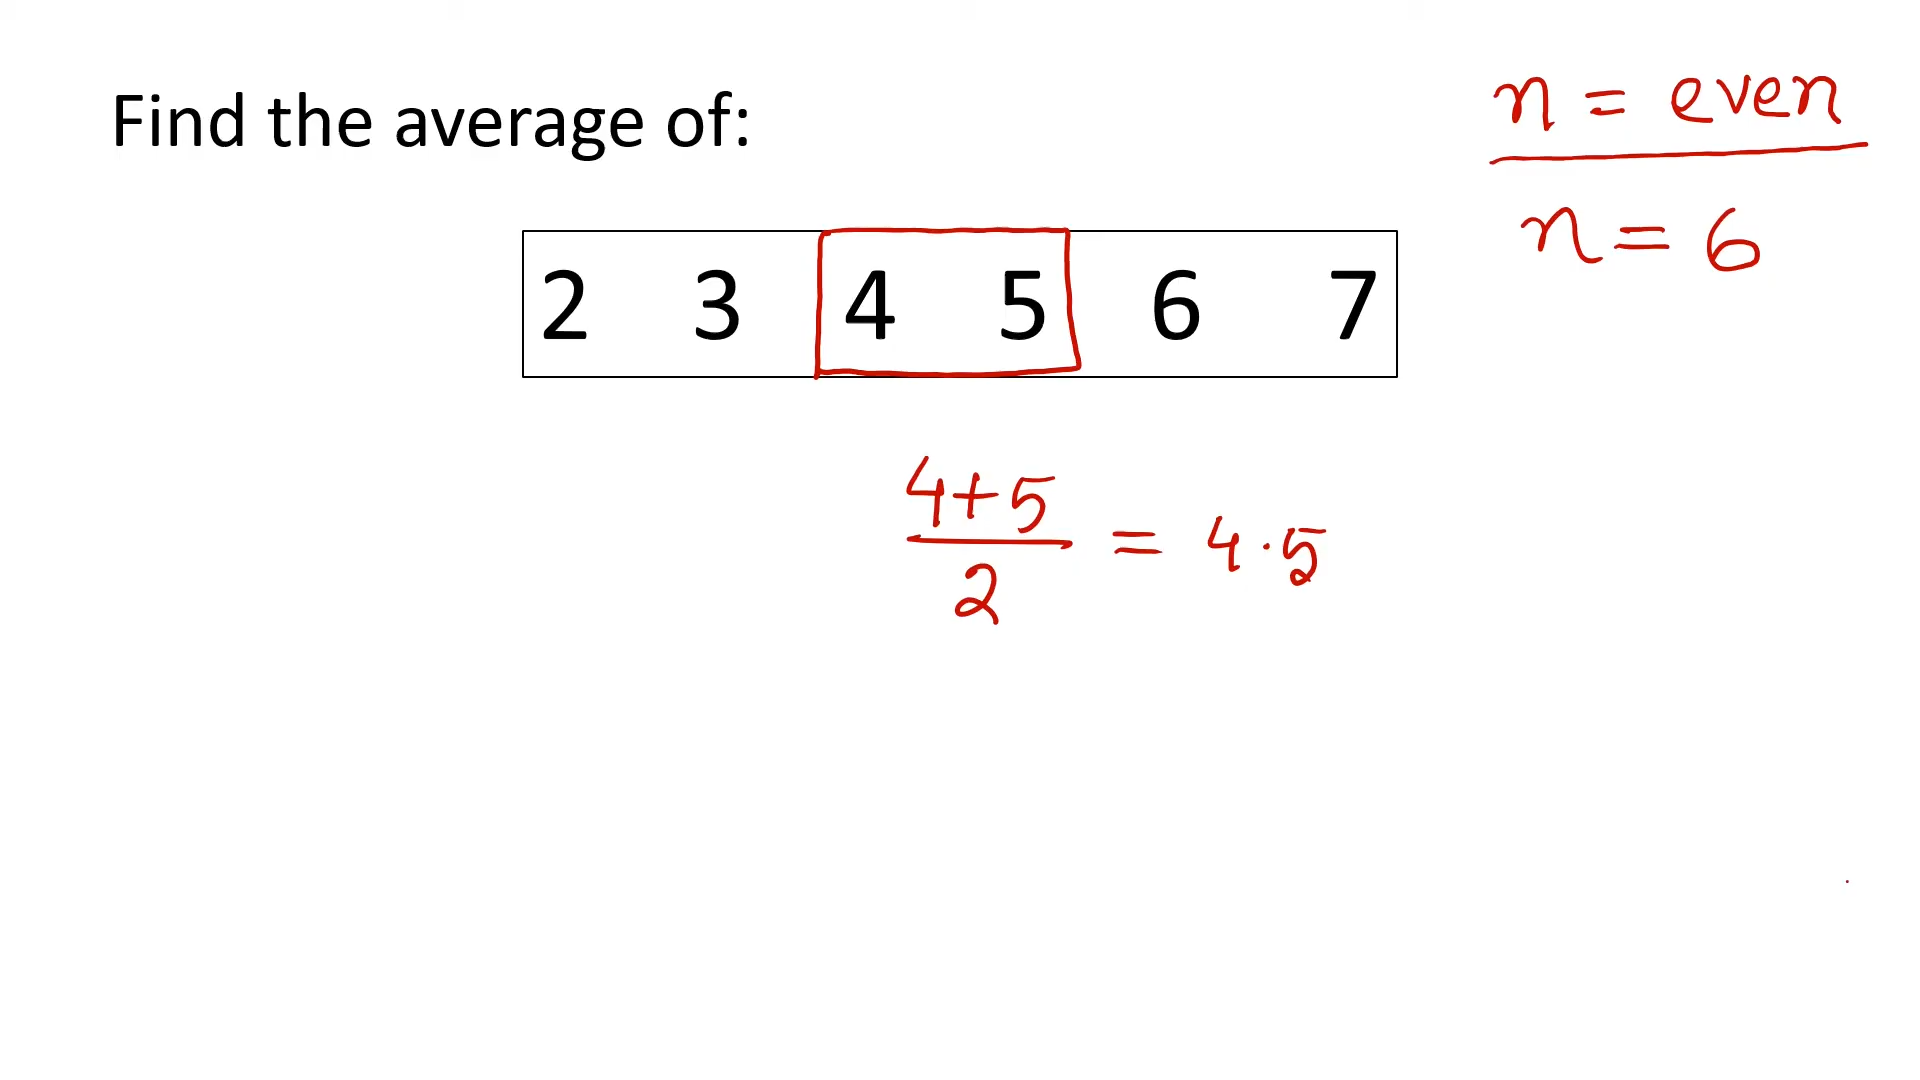 Find the average of:
n = even
n = 6
2 3 4 5 6 7
4+5
2
= 4.5